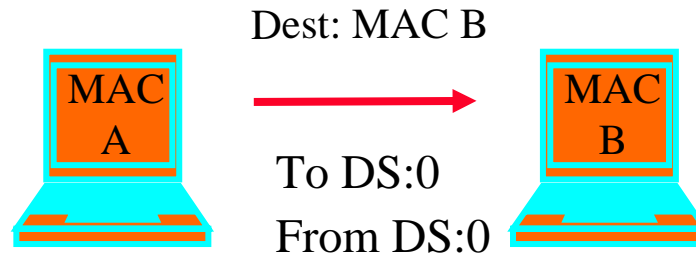 Dest: MAC B
MAC
A
MAC
B
To DS:0
From DS:0